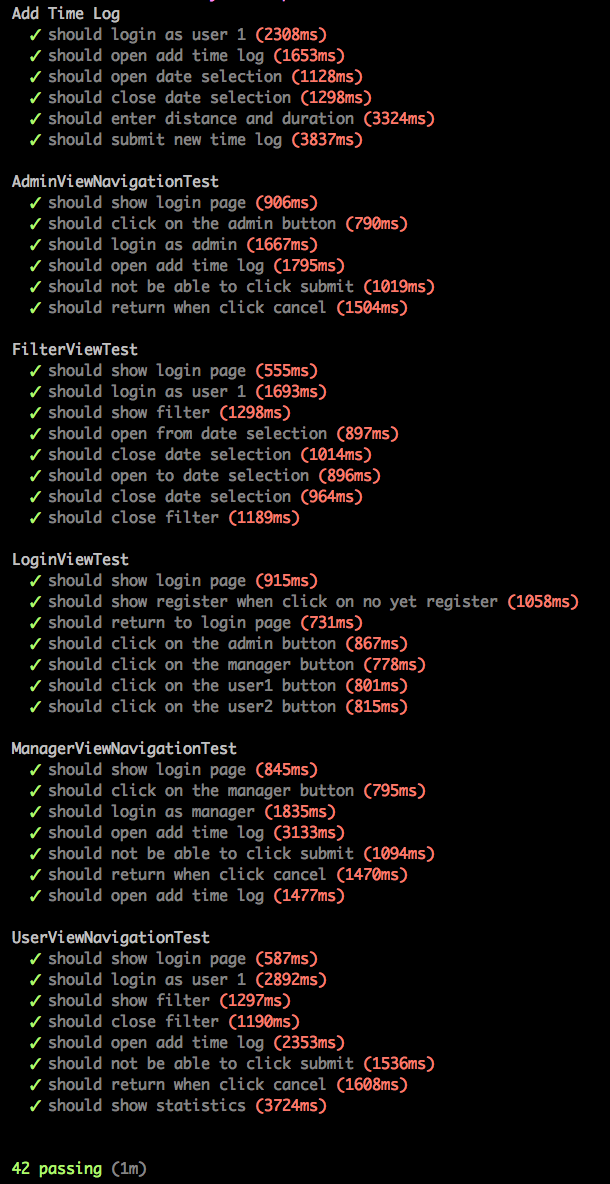 Add Time Log
✓ should login as user 1 (2308ms)
✓ should open add time log (1653ms)
✓ should open date selection (1128ms)
✓ should close date selection (1298ms)
✓ should enter distance and duration (3324ms)
✓ should submit new time log (3837ms)
AdminViewNavigationTest
✓ should show login page (906ms)
✓ should click on the admin button (790ms)
✓ should login as admin (1667ms)
✓ should open add time log (1795ms)
✓ should not be able to click submit (1019ms)
✓ should return when click cancel (1504ms)
FilterViewTest
✓ should show login page (555ms)
✓ should login as user 1 (1693ms)
✓ should show filter (1298ms)
✓ should open from date selection (897ms)
✓ should close date selection (1014ms)
✓ should open to date selection (896ms)
✓ should close date selection (964ms)
✓ should close filter (1189ms)
LoginViewTest
✓ should show login page (915ms)
✓ should show register when click on no yet register (1058ms)
✓ should return to login page (731ms)
✓ should click on the admin button (867ms)
✓ should click on the manager button (778ms)
✓ should click on the user1 button (801ms)
✓ should click on the user2 button (815ms)
ManagerViewNavigationTest
✓ should show login page (845ms)
✓ should click on the manager button (795ms)
✓ should login as manager (1835ms)
✓ should open add time log (3133ms)
✓ should not be able to click submit (1094ms)
✓ should return when click cancel (1470ms)
✓ should open add time log (1477ms)
UserViewNavigationTest
✓ should show login page (587ms)
✓ should login as user 1 (2892ms)
✓ should show filter (1297ms)
✓ should close filter (1190ms)
✓ should open add time log (2353ms)
✓ should not be able to click submit (1536ms)
✓ should return when click cancel (1608ms)
✓ should show statistics (3724ms)
42 passing (1m)